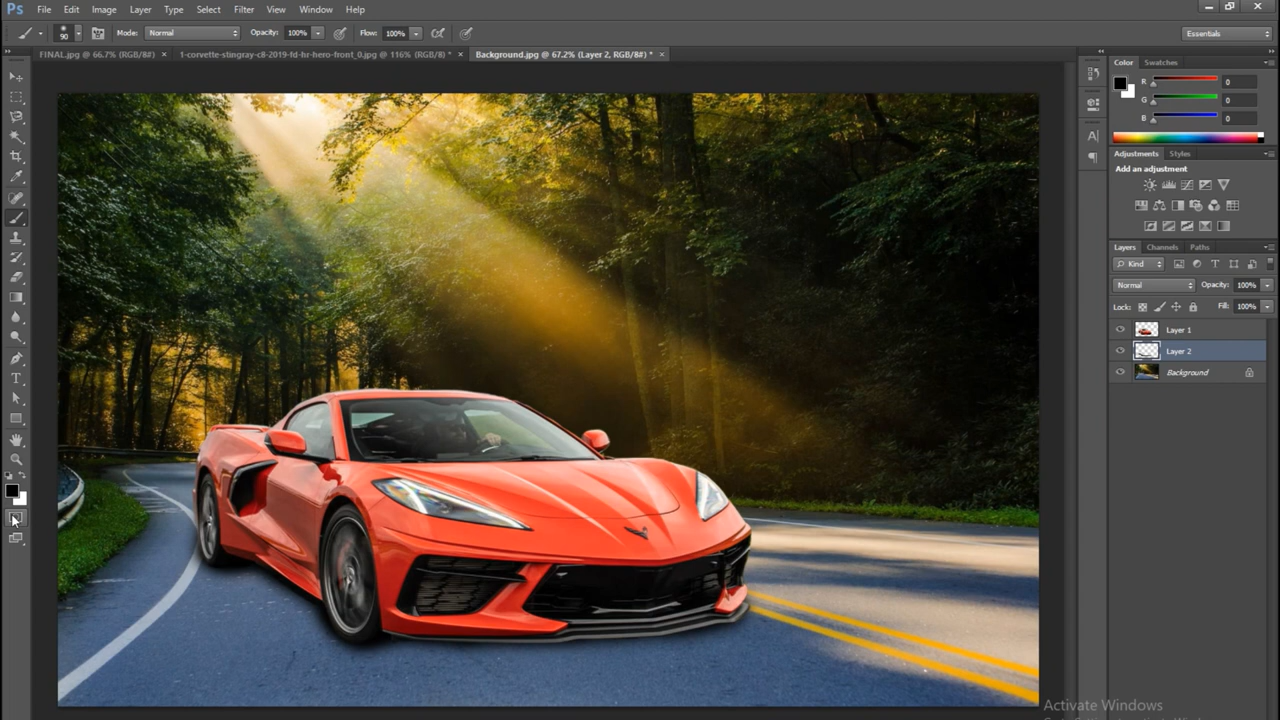 Ps File Edit Image Layer Type Select Filter View Window Help
90 Mode: Normal Opacity: 100% Flow: 100% Essentials
FINAL.jpg @ 66.7% (RGB/8#) × 1-corvette-stingray-c8-2019-fd-hr-hero-front_0.jpg @ 116% (RGB/8) * × Background.jpg @ 67.2% (Layer 2, RGB/8#) * ×
Color Swatches
R 0
G 0
B 0
Adjustments Styles
Add an adjustment
Layers Channels Paths
Kind
Normal Opacity: 100%
Lock: Fill: 100%
Layer 1
Layer 2
Background
Activate Windows